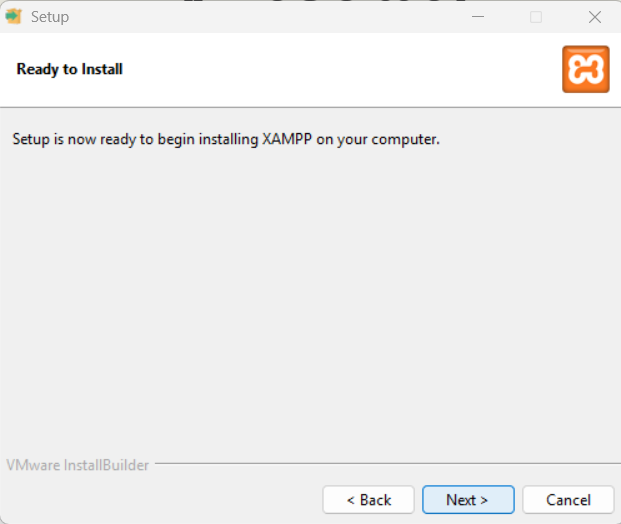 Setup
Ready to Install
Setup is now ready to begin installing XAMPP on your computer.
VMware InstallBuilder
< Back
Next >
Cancel